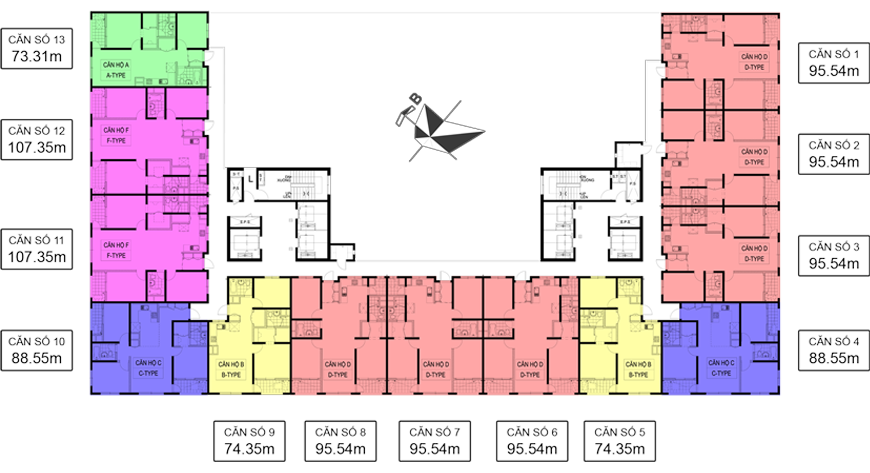 CĂN SỐ 13
73.31m
CĂN HỘ A
A-TYPE
CĂN SỐ 12
107.35m
CĂN HỘ F
F-TYPE
CĂN SỐ 11
107.35m
CĂN HỘ F
F-TYPE
CĂN SỐ 10
88.55m
CĂN HỘ C
C-TYPE
B
CĂN HỘ D
D-TYPE
CĂN SỐ 1
95.54m
CĂN HỘ D
D-TYPE
CĂN SỐ 2
95.54m
CĂN HỘ D
D-TYPE
CĂN SỐ 3
95.54m
CĂN HỘ C
C-TYPE
CĂN SỐ 4
88.55m
CĂN HỘ B
B-TYPE
CĂN HỘ D
D-TYPE
CĂN HỘ D
D-TYPE
CĂN HỘ D
D-TYPE
CĂN HỘ B
B-TYPE
CĂN SỐ 9
74.35m
CĂN SỐ 8
95.54m
CĂN SỐ 7
95.54m
CĂN SỐ 6
95.54m
CĂN SỐ 5
74.35m